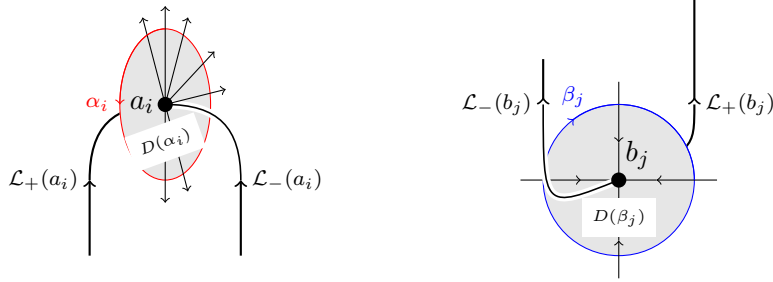 α_i a_i
D(α_i)
𝓛_+(a_i) 𝓛_−(a_i)
𝓛_−(b_j) β_j 𝓛_+(b_j)
b_j
D(β_j)